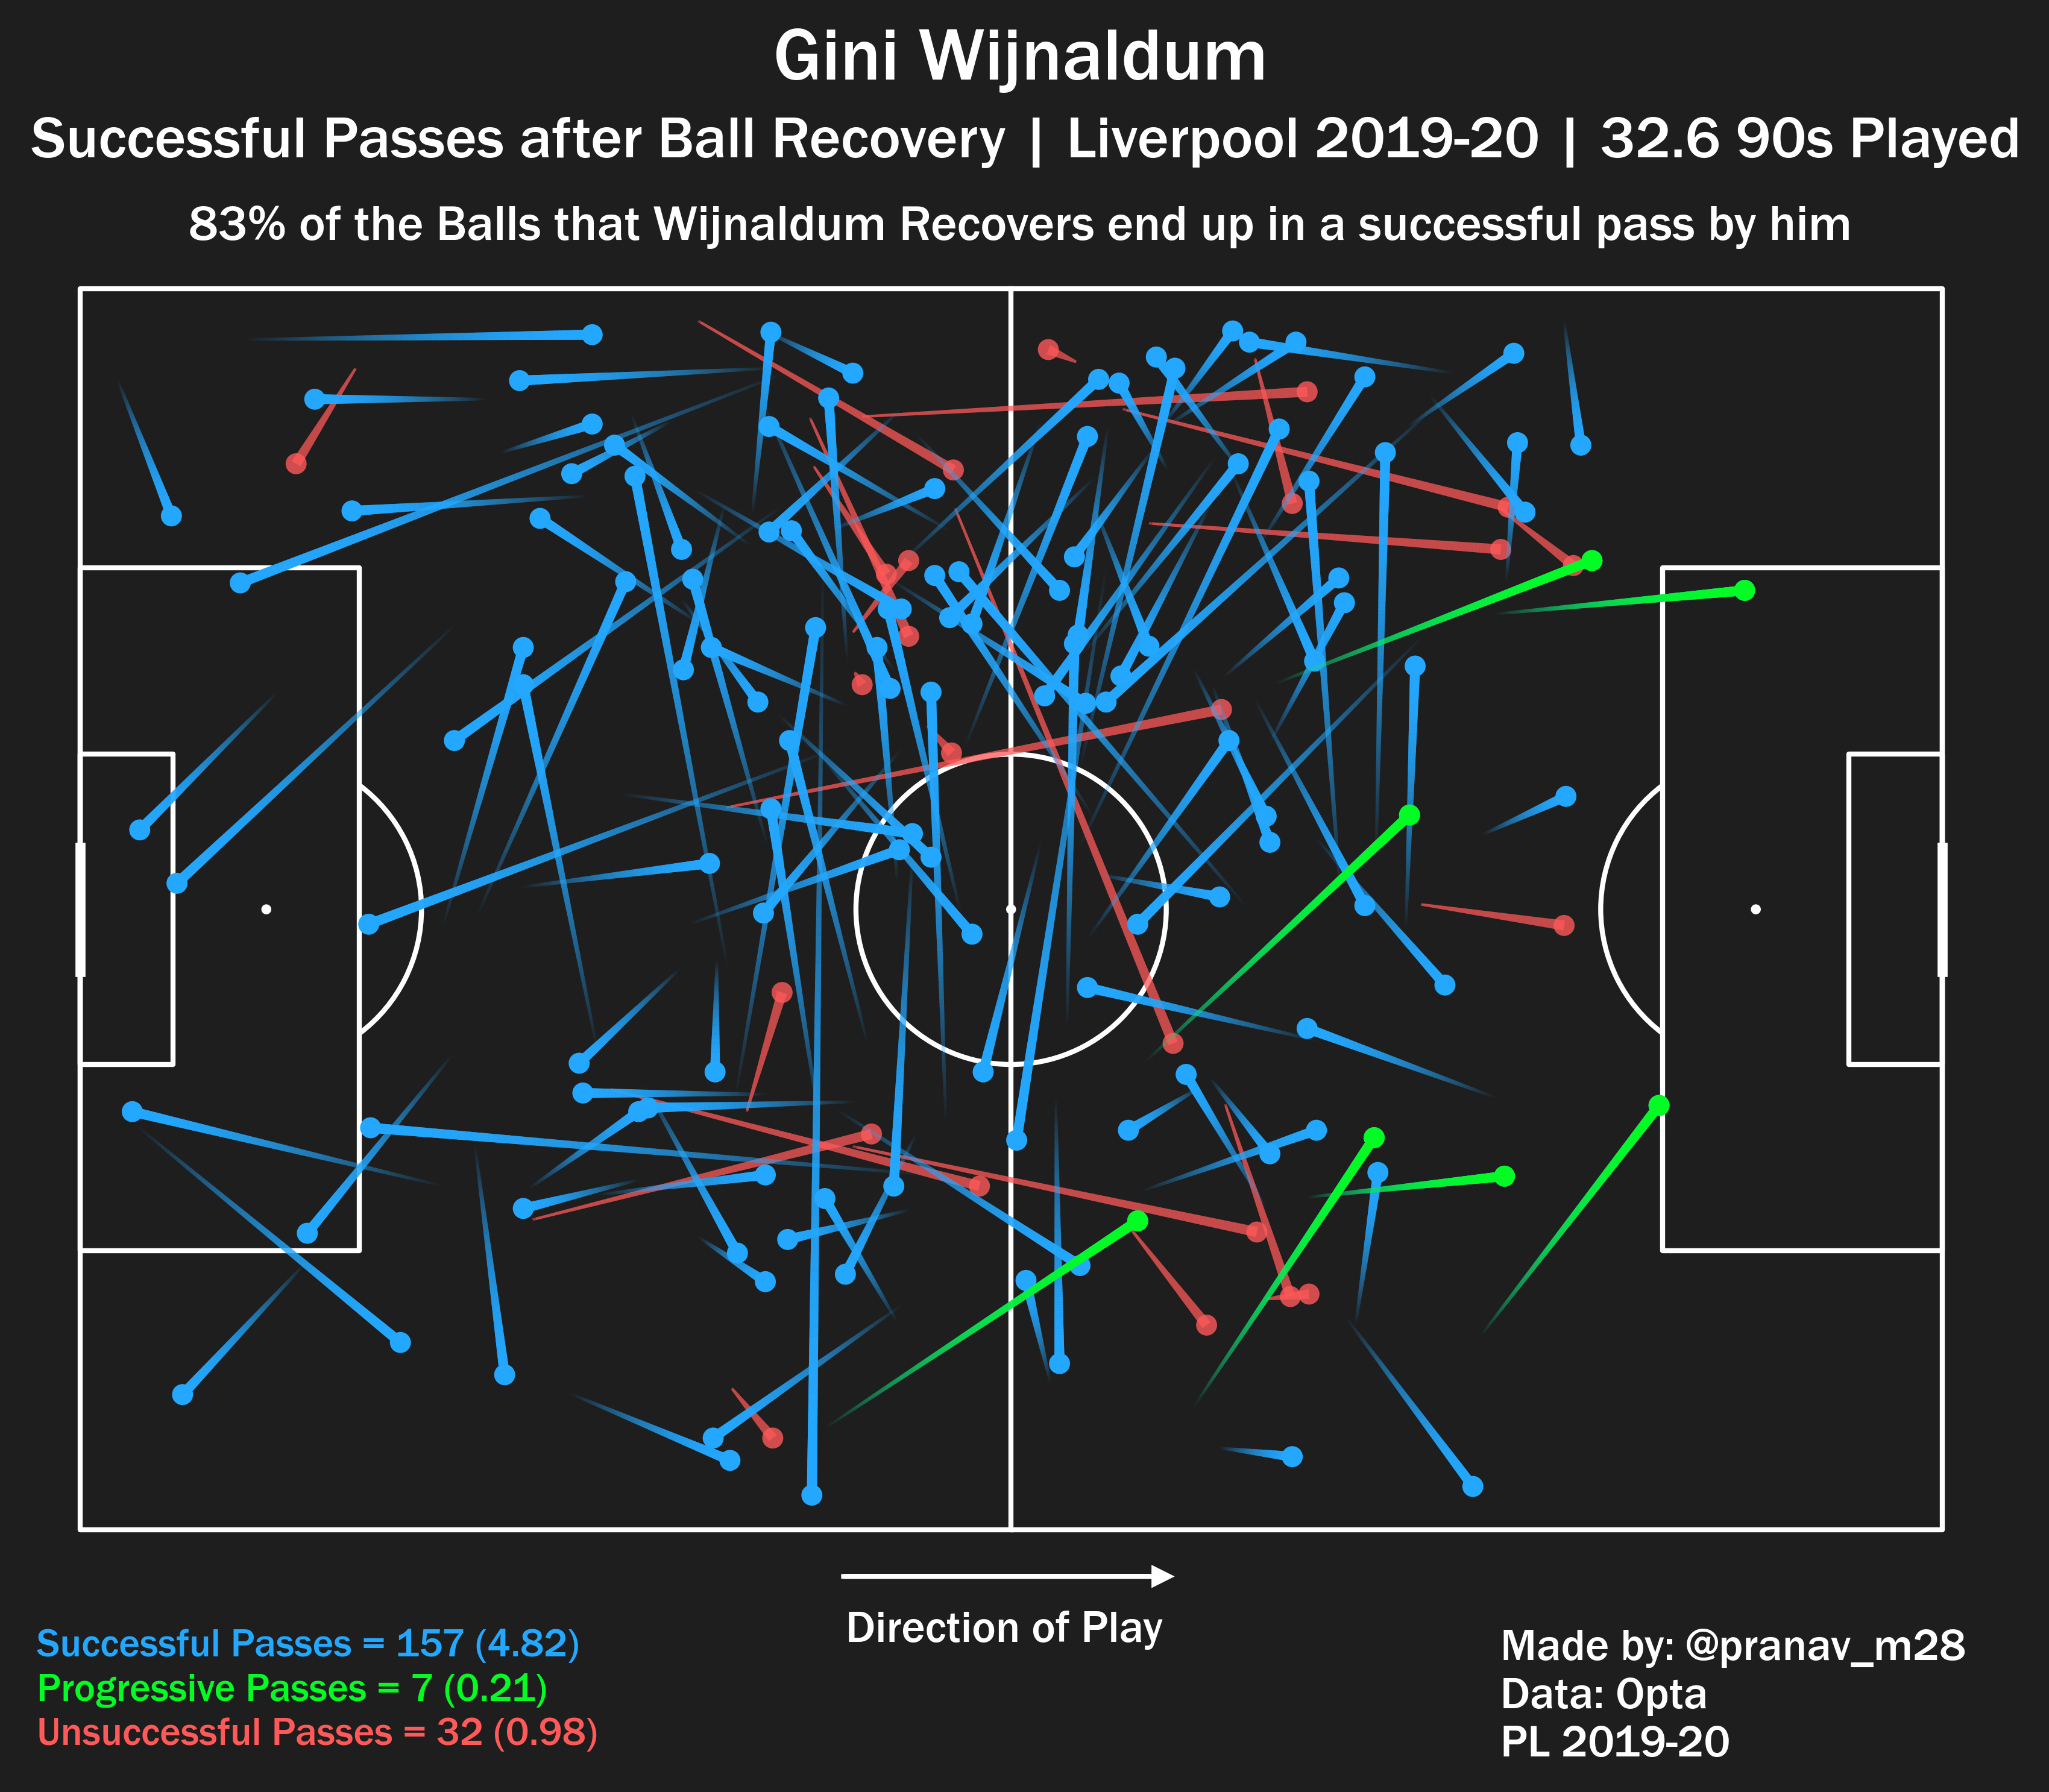 Gini Wijnaldum
Successful Passes after Ball Recovery | Liverpool 2019-20 | 32.6 90s Played
83% of the Balls that Wijnaldum Recovers end up in a successful pass by him
Direction of Play
Successful Passes = 157 (4.82)
Progressive Passes = 7 (0.21)
Unsuccessful Passes = 32 (0.98)
Made by: @pranav_m28
Data: Opta
PL 2019-20